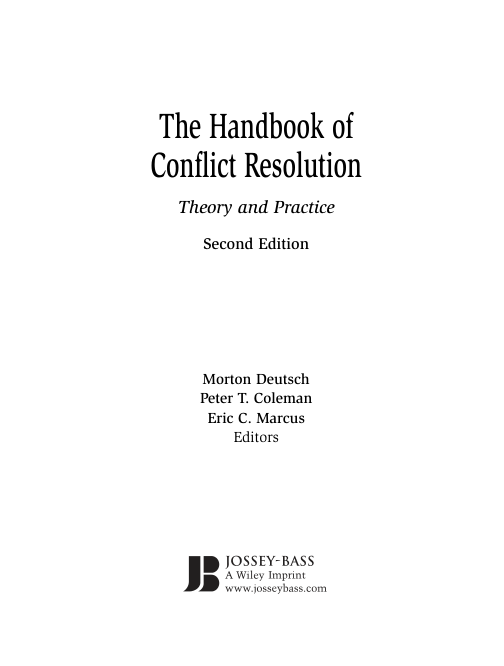 The Handbook of
Conflict Resolution
Theory and Practice
Second Edition
Morton Deutsch
Peter T. Coleman
Eric C. Marcus
Editors
JB JOSSEY-BASS
A Wiley Imprint
www.josseybass.com